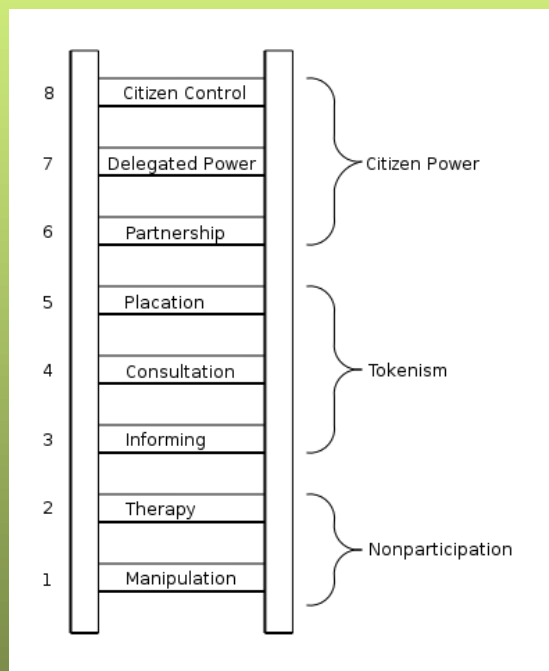 8 Citizen Control
7 Delegated Power
Citizen Power
6 Partnership
5 Placation
4 Consultation
Tokenism
3 Informing
2 Therapy
Nonparticipation
1 Manipulation